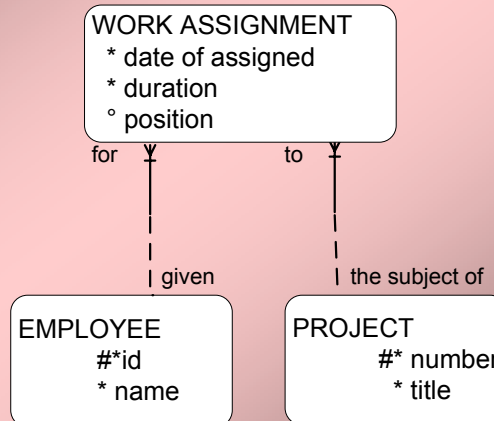 WORK ASSIGNMENT
* date of assigned
* duration
° position
for
to
given
the subject of
EMPLOYEE
#*id
* name
PROJECT
#* number
* title